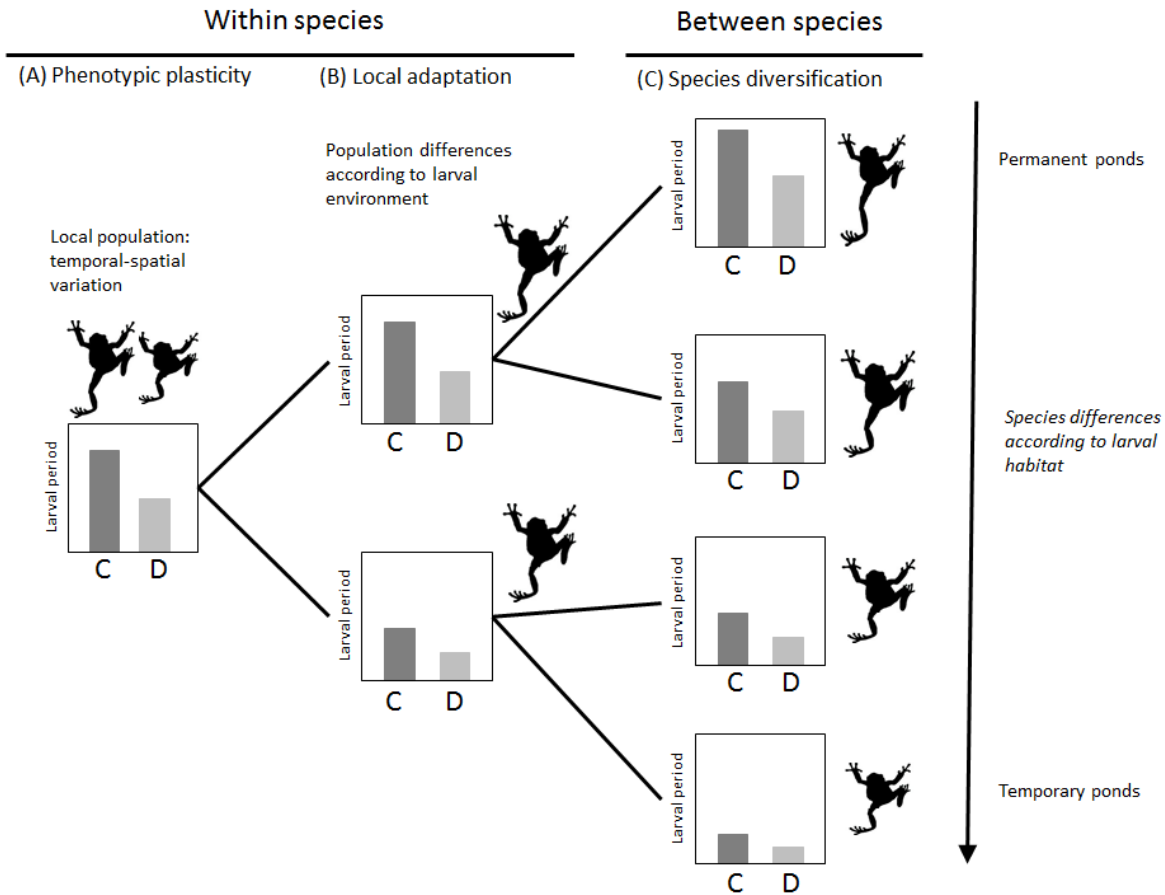 Within species
Between species
(A) Phenotypic plasticity
(B) Local adaptation
(C) Species diversification
Local population:
temporal-spatial
variation
Larval period
C D
Population differences
according to larval
environment
Larval period
C D
Larval period
C D
Larval period
C D
Larval period
C D
Larval period
C D
Larval period
C D
Permanent ponds
Species differences
according to larval
habitat
Temporary ponds